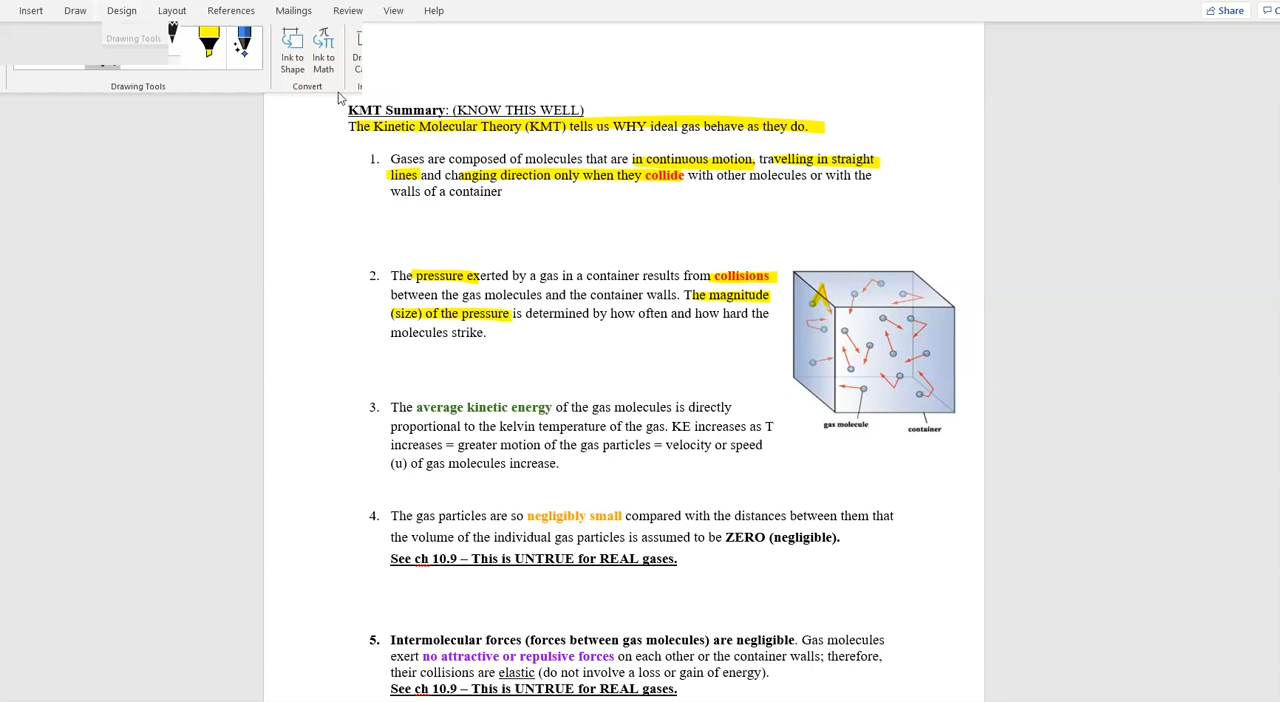 Insert Draw Design Layout References Mailings Review View Help Share
Drawing Tools
Ink to Shape
Ink to Math
Drawing Tools
Convert
KMT Summary: (KNOW THIS WELL)
The Kinetic Molecular Theory (KMT) tells us WHY ideal gas behave as they do.
1. Gases are composed of molecules that are in continuous motion, travelling in straight
lines and changing direction only when they collide with other molecules or with the
walls of a container
2. The pressure exerted by a gas in a container results from collisions
between the gas molecules and the container walls. The magnitude
(size) of the pressure is determined by how often and how hard the
molecules strike.
gas molecule
container
3. The average kinetic energy of the gas molecules is directly
proportional to the kelvin temperature of the gas. KE increases as T
increases = greater motion of the gas particles = velocity or speed
(u) of gas molecules increase.
4. The gas particles are so negligibly small compared with the distances between them that
the volume of the individual gas particles is assumed to be ZERO (negligible).
See ch 10.9 – This is UNTRUE for REAL gases.
5. Intermolecular forces (forces between gas molecules) are negligible. Gas molecules
exert no attractive or repulsive forces on each other or the container walls; therefore,
their collisions are elastic (do not involve a loss or gain of energy).
See ch 10.9 – This is UNTRUE for REAL gases.